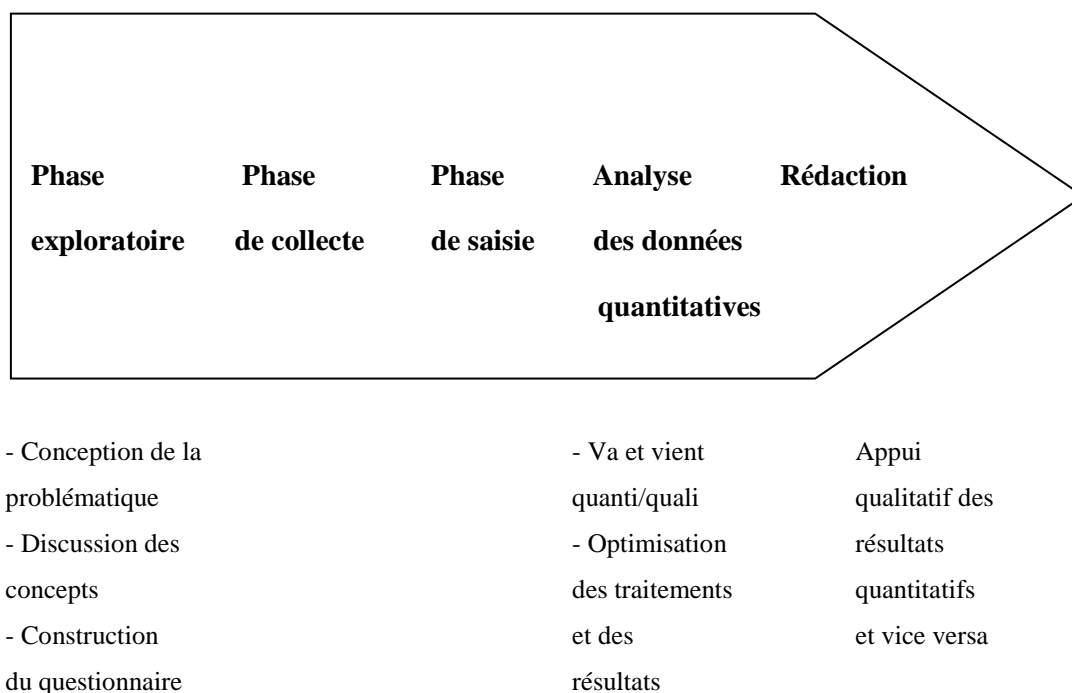 Phase Phase Phase Analyse Rédaction
exploratoire de collecte de saisie des données
quantitatives
- Conception de la
problématique
- Discussion des
concepts
- Construction
du questionnaire
- Va et vient
quanti/quali
- Optimisation
des traitements
et des
résultats
Appui
qualitatif des
résultats
quantitatifs
et vice versa